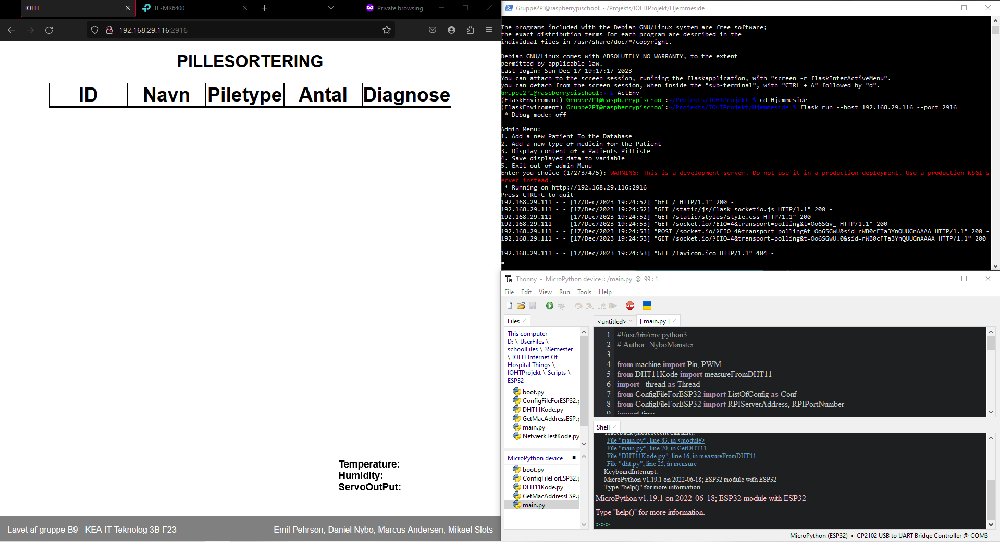 IOHT
TL-MR6400
Private browsing
192.168.29.116:2916
PILLESORTERING
ID Navn Piletype Antal Diagnose
Temperature:
Humidity:
ServoOutPut:
Lavet af gruppe B9 - KEA IT-Teknolog 3B F23
Emil Pehrson, Daniel Nybo, Marcus Andersen, Mikael Slots
Gruppe2PI@raspberrypischool: ~/Projekts/IOHTProjekt/Hjemmeside
The programs included with the Debian GNU/Linux system are free software;
the exact distribution terms for each program are described in the
individual files in /usr/share/doc/*/copyright.
Debian GNU/Linux comes with ABSOLUTELY NO WARRANTY, to the extent
permitted by applicable law.
Last login: Sun Dec 17 19:17:17 2023
You can attach to the screen session, runining the flaskapplication, with "screen -r flaskInterActiveMenu".
you can detach from the screen session, when inside the "sub-terminal", with "CTRL + A" followed by "d".
Gruppe2PI@raspberrypischool:~ $ ActEnv
(FlaskEnviroment) Gruppe2PI@raspberrypischool:~/Projekts/IOHTProjekt $ cd Hjemmeside
(FlaskEnviroment) Gruppe2PI@raspberrypischool:~/Projekts/IOHTProjekt/Hjemmeside $ flask run --host=192.168.29.116 --port=2916
* Debug mode: off
Admin Menu:
1. Add a new Patient To the Database
2. Add a new type of medicin for the Patient
3. Display content of a Patients PilListe
4. Save displayed data to variable
5. Exit out of admin Menu
Enter you choice (1/2/3/4/5): WARNING: This is a development server. Do not use it in a production deployment. Use a production WSGI s
erver instead.
* Running on http://192.168.29.116:2916
Press CTRL+C to quit
192.168.29.111 - - [17/Dec/2023 19:24:52] "GET / HTTP/1.1" 200 -
192.168.29.111 - - [17/Dec/2023 19:24:52] "GET /static/js/flask_socketio.js HTTP/1.1" 200 -
192.168.29.111 - - [17/Dec/2023 19:24:52] "GET /static/styles/style.css HTTP/1.1" 200 -
192.168.29.111 - - [17/Dec/2023 19:24:53] "GET /socket.io/?EIO=4&transport=polling&t=Oo6SGv_ HTTP/1.1" 200 -
192.168.29.111 - - [17/Dec/2023 19:24:53] "POST /socket.io/?EIO=4&transport=polling&t=Oo6SGwU&sid=rWB0cFTa3YnQUUGnAAAA HTTP/1.1" 200 -
192.168.29.111 - - [17/Dec/2023 19:24:53] "GET /socket.io/?EIO=4&transport=polling&t=Oo6SGwU.0&sid=rWB0cFTa3YnQUUGnAAAA HTTP/1.1" 200
-
192.168.29.111 - - [17/Dec/2023 19:24:53] "GET /favicon.ico HTTP/1.1" 404 -
Thonny - MicroPython device :: /main.py @ 99 : 1
File Edit View Run Tools Help
STOP
Files
This computer
D: \ UserFiles \
schoolFiles \ 3Semester
\ IOHT Internet Of
Hospital Things \
IOHTProjekt \ Scripts \
ESP32
boot.py
ConfigFileForESP32.p
DHT11Kode.py
GetMacAddressESP.p
main.py
NetværkTestKode.py
MicroPython device
boot.py
ConfigFileForESP32.p
DHT11Kode.py
GetMacAddressESP.p
main.py
<untitled> [ main.py ]
1 #!/usr/bin/env python3
2 # Author: NyboMønster
3
4 from machine import Pin, PWM
5 from DHT11Kode import measureFromDHT11
6 import _thread as Thread
7 from ConfigFileForESP32 import ListOfConfig as Conf
8 from ConfigFileForESP32 import RPIServerAddress, RPIPortNumber
9 import time
Shell
Traceback (most recent call last):
File "main.py", line 83, in <module>
File "main.py", line 70, in GetDHT11
File "DHT11Kode.py", line 16, in measureFromDHT11
File "dht.py", line 25, in measure
KeyboardInterrupt:
MicroPython v1.19.1 on 2022-06-18; ESP32 module with ESP32
Type "help()" for more information.
MicroPython v1.19.1 on 2022-06-18; ESP32 module with ESP32
Type "help()" for more information.
>>>
MicroPython (ESP32) • CP2102 USB to UART Bridge Controller @ COM3